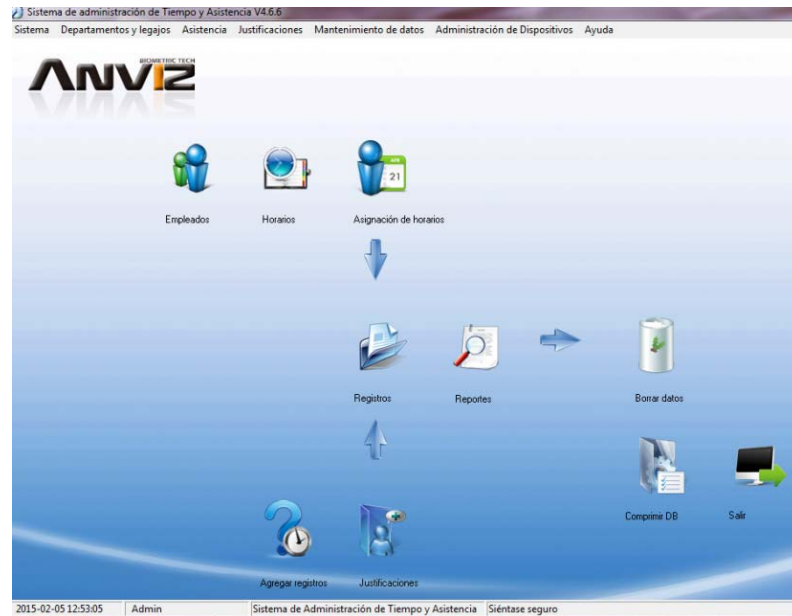 Sistema de administración de Tiempo y Asistencia V4.6.6
Sistema Departamentos y legajos Asistencia Justificaciones Mantenimiento de datos Administración de Dispositivos Ayuda
BIOMETRIC TECH
ANVIZ
APR
21
Empleados Horarios Asignación de horarios
Registros Reportes Borrar datos
Comprimir DB Salir
Agregar registros Justificaciones
2015-02-05 12:53:05 Admin Sistema de Administración de Tiempo y Asistencia Siéntase seguro